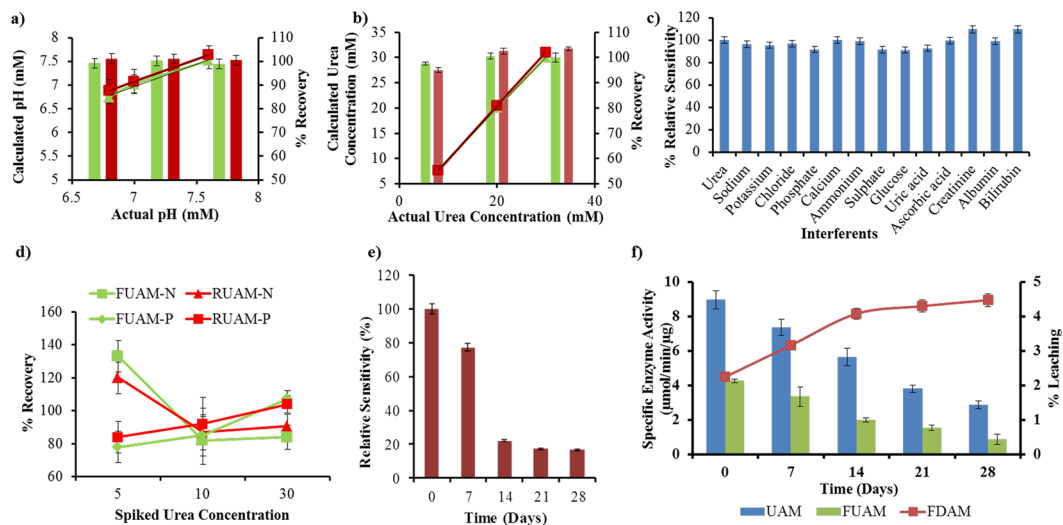 a)
Calculated pH (mM)
8
7.5
7
6.5
6
5.5
5
110
100
90
80
70
60
50
% Recovery
6.5
7
7.5
8
Actual pH (mM)
b)
Calculated Urea
Concentration (mM)
35
30
25
20
15
10
5
0
110
100
90
80
70
60
50
% Recovery
0
20
40
Actual Urea Concentration (mM)
c)
% Relative Sensitivity
120
100
80
60
40
20
0
Urea
Sodium
Potassium
Chloride
Phosphate
Calcium
Ammonium
Sulphate
Glucose
Uric acid
Ascorbic acid
Creatinine
Albumin
Bilirubin
Interferents
d)
FUAM-N
RUAM-N
FUAM-P
RUAM-P
% Recovery
160
140
120
100
80
60
5
10
30
Spiked Urea Concentration
e)
Relative Sensitivity (%)
120
100
80
60
40
20
0
0
7
14
21
28
Time (Days)
f)
Specific Enzyme Activity
(µmol/min/µg)
10
8
6
4
2
0
5
4
3
2
1
0
% Leaching
0
7
14
21
28
Time (Days)
UAM
FUAM
FDAM